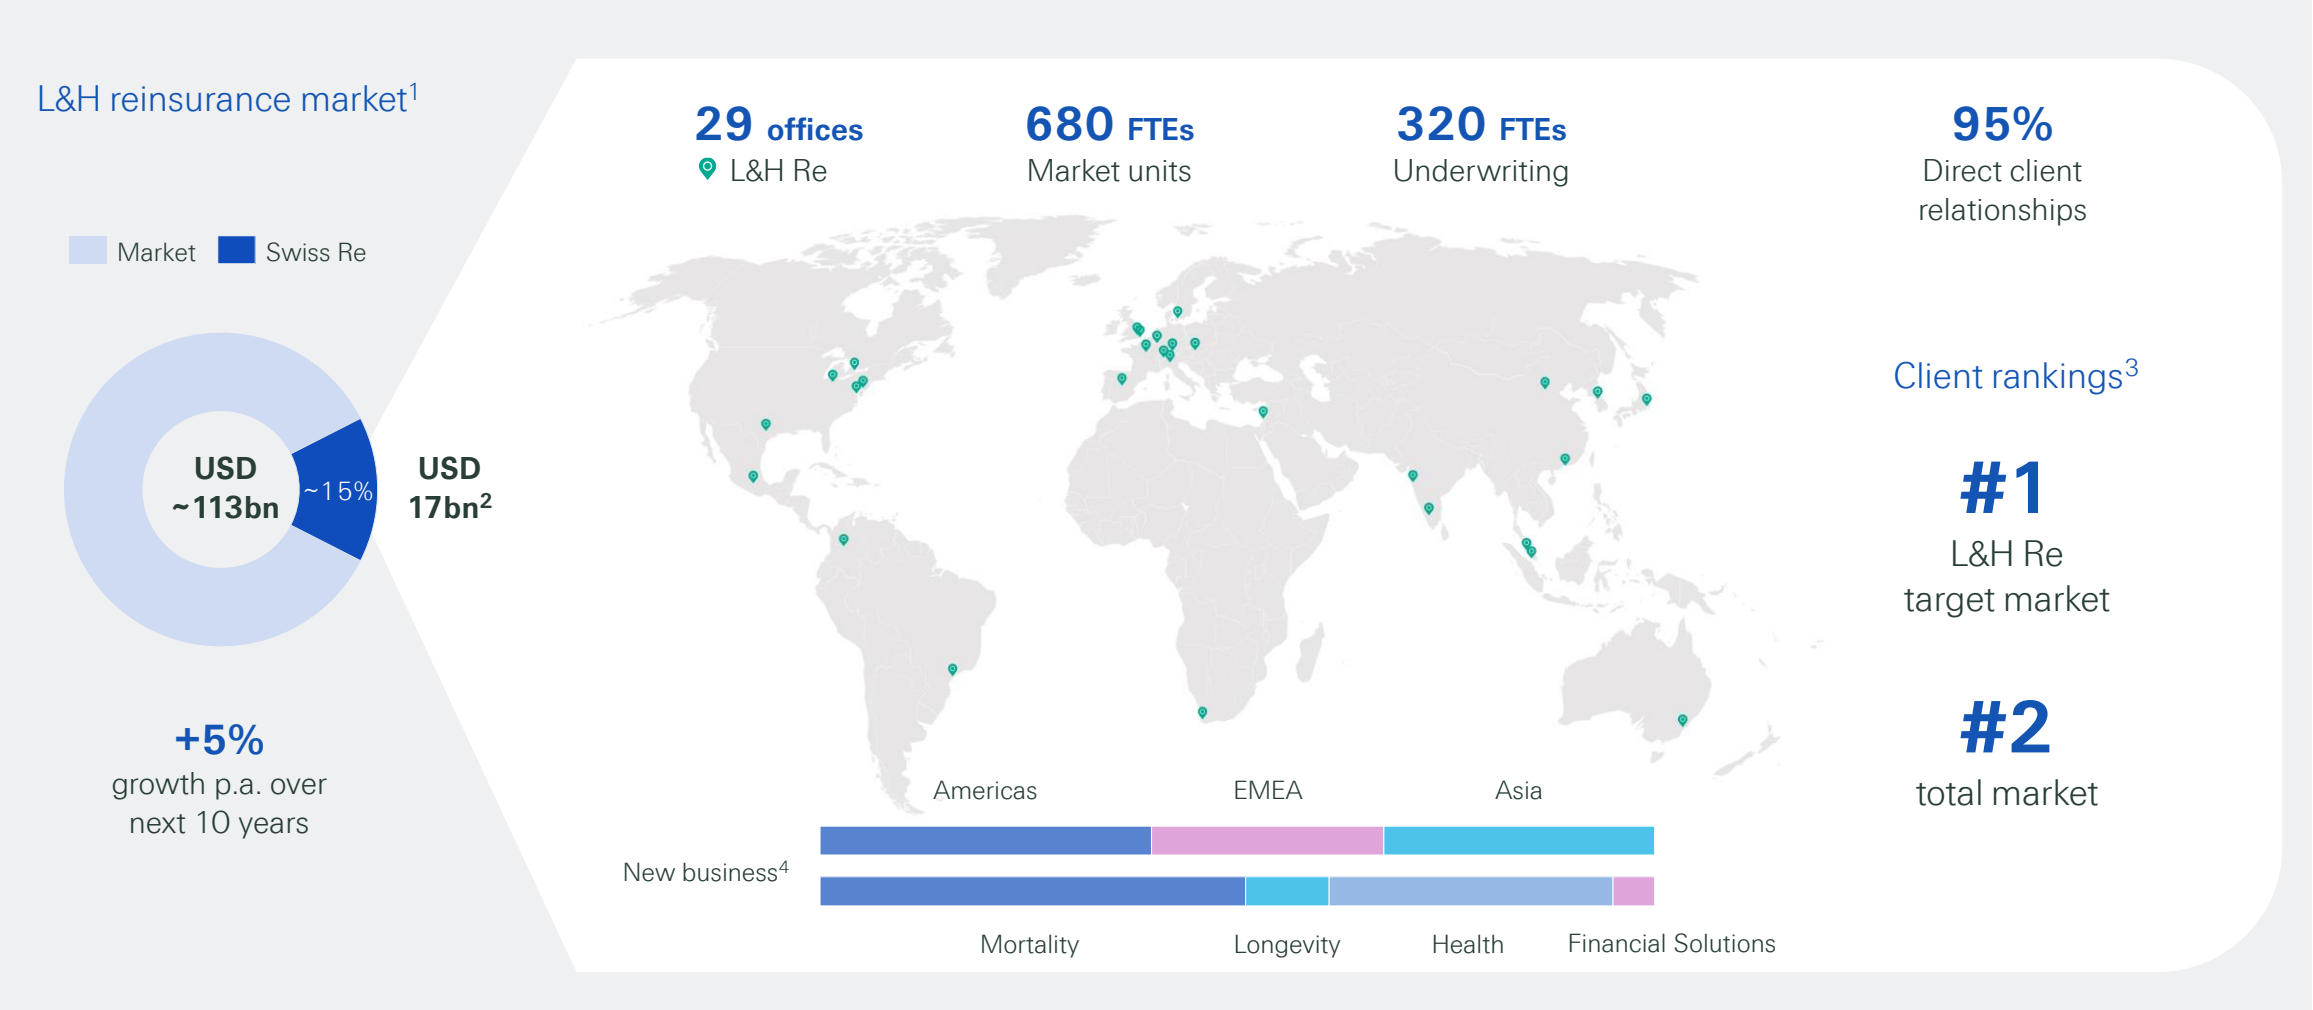 L&H reinsurance market1
Market
Swiss Re
USD
~113bn
~15%
USD
17bn2
+5%
growth p.a. over
next 10 years
29 offices
L&H Re
680 FTEs
Market units
320 FTEs
Underwriting
95%
Direct client
relationships
Client rankings3
#1
L&H Re
target market
#2
total market
Americas
EMEA
Asia
New business4
Mortality
Longevity
Health
Financial Solutions